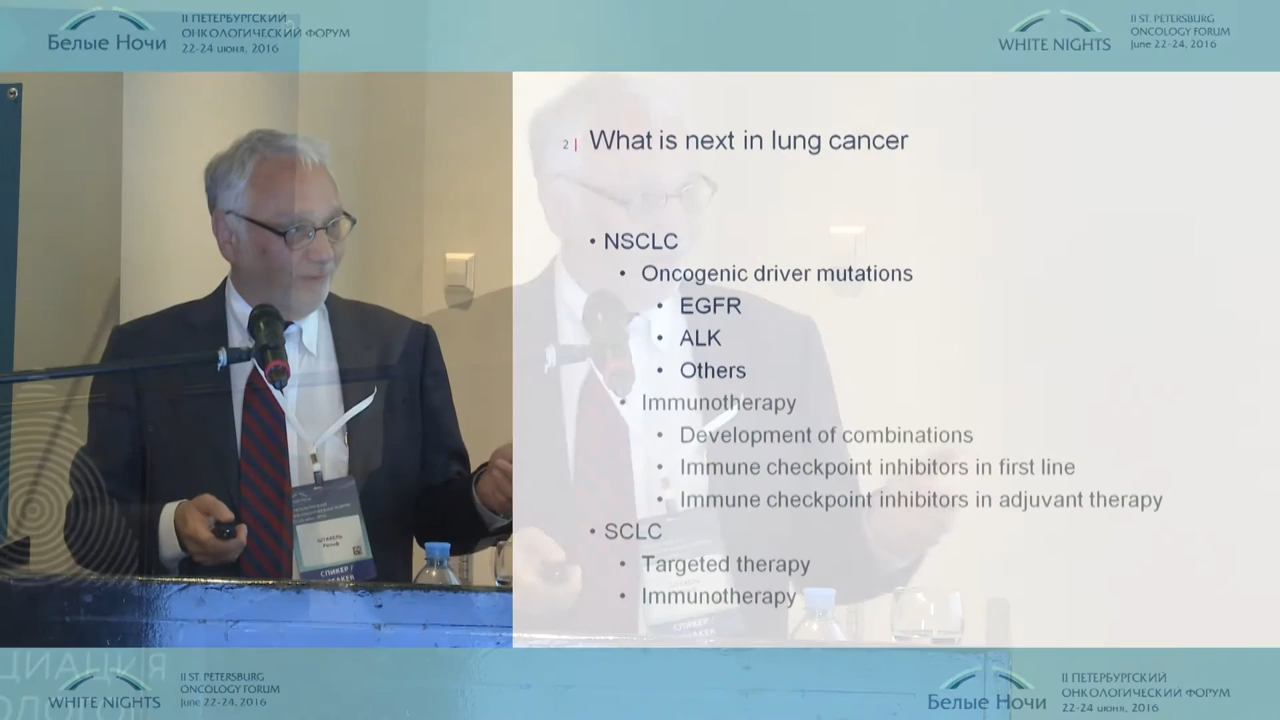 Белые Ночи
II ПЕТЕРБУРГСКИЙ
ОНКОЛОГИЧЕСКИЙ ФОРУМ
22-24 июня, 2016
WHITE NIGHTS
II ST. PETERSBURG
ONCOLOGY FORUM
June 22-24, 2016
2 | What is next in lung cancer
• NSCLC
• Oncogenic driver mutations
• EGFR
• ALK
• Others
• Immunotherapy
• Development of combinations
• Immune checkpoint inhibitors in first line
• Immune checkpoint inhibitors in adjuvant therapy
• SCLC
• Targeted therapy
• Immunotherapy
ШТАХЕЛЬ
Рольф
СПИКЕР /
WHITE NIGHTS
II ST. PETERSBURG
ONCOLOGY FORUM
June 22-24, 2016
Белые Ночи
II ПЕТЕРБУРГСКИЙ
ОНКОЛОГИЧЕСКИЙ ФОРУМ
22-24 июня, 2016